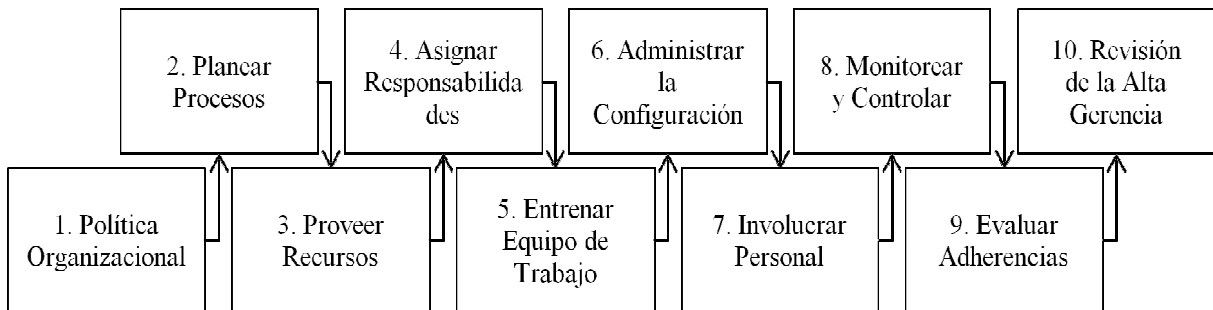 1. Política
Organizacional
2. Planear
Procesos
3. Proveer
Recursos
4. Asignar
Responsabilida
des
5. Entrenar
Equipo de
Trabajo
6. Administrar
la
Configuración
7. Involucrar
Personal
8. Monitorear
y Controlar
9. Evaluar
Adherencias
10. Revisión
de la Alta
Gerencia